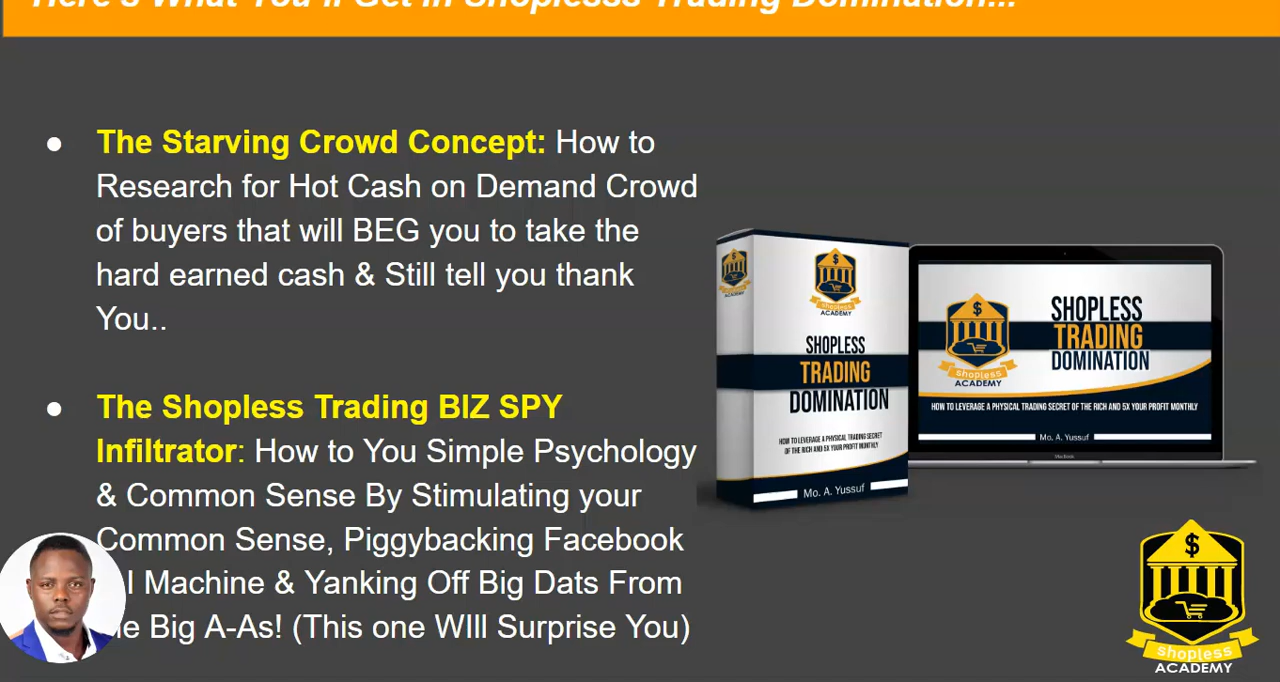 Here's What You'll Get In Shoplesss Trading Domination...
● The Starving Crowd Concept: How to
Research for Hot Cash on Demand Crowd
of buyers that will BEG you to take the
hard earned cash & Still tell you thank
You..
● The Shopless Trading BIZ SPY
Infiltrator: How to You Simple Psychology
& Common Sense By Stimulating your
Common Sense, Piggybacking Facebook
I Machine & Yanking Off Big Dats From
e Big A-As! (This one WIll Surprise You)
$
shopless
ACADEMY
$
shopless
ACADEMY
SHOPLESS
TRADING
DOMINATION
HOW TO LEVERAGE A PHYSICAL TRADING SECRET
OF THE RICH AND 5X YOUR PROFIT MONTHLY
Mo. A. Yussuf
$
shopless
ACADEMY
SHOPLESS
TRADING
DOMINATION
HOW TO LEVERAGE A PHYSICAL TRADING SECRET OF THE RICH AND 5X YOUR PROFIT MONTHLY
Mo. A. Yussuf
MacBook
$
shopless
ACADEMY